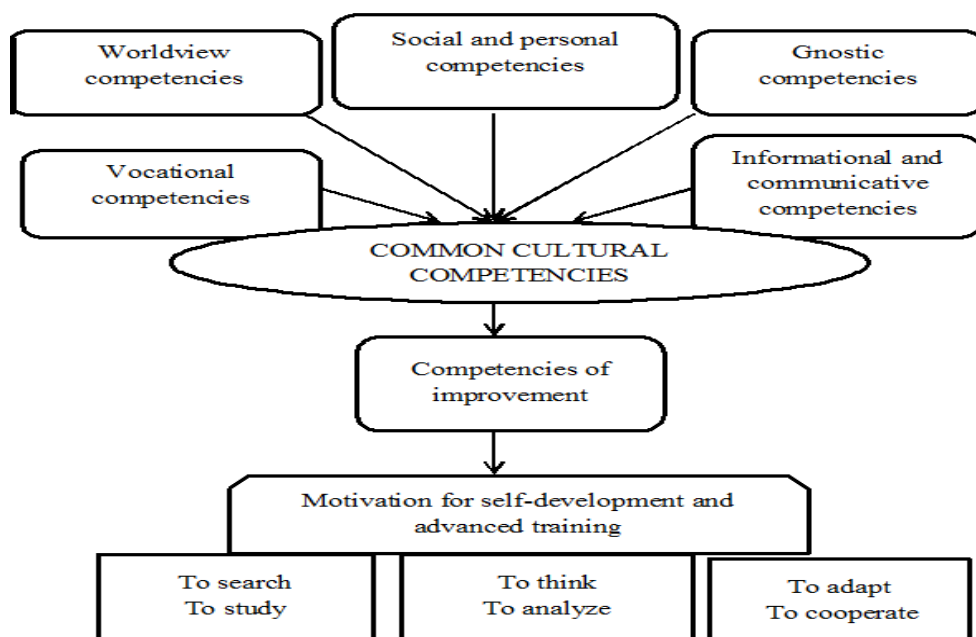 Worldview
competencies
Social and personal
competencies
Gnostic
competencies
Vocational
competencies
Informational and
communicative
competencies
COMMON CULTURAL
COMPETENCIES
Competencies of
improvement
Motivation for self-development and
advanced training
To search
To study
To think
To analyze
To adapt
To cooperate